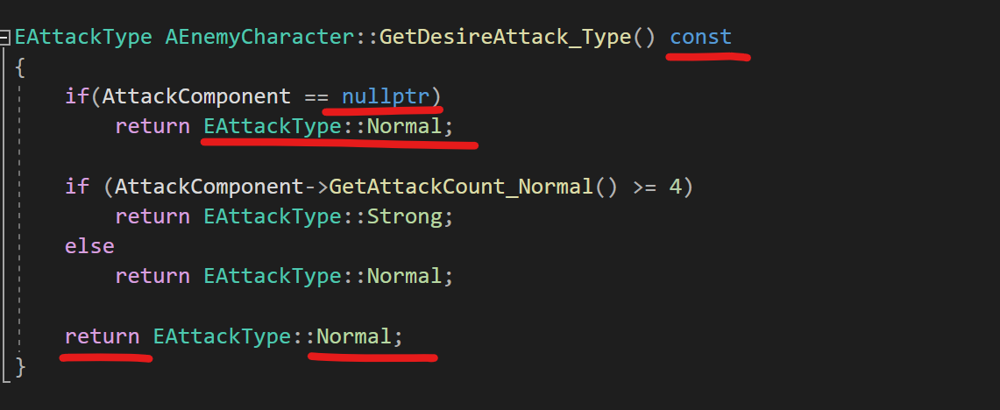 EAttackType AEnemyCharacter::GetDesireAttack_Type() const
{
if(AttackComponent == nullptr)
return EAttackType::Normal;
if (AttackComponent->GetAttackCount_Normal() >= 4)
return EAttackType::Strong;
else
return EAttackType::Normal;
return EAttackType::Normal;
}